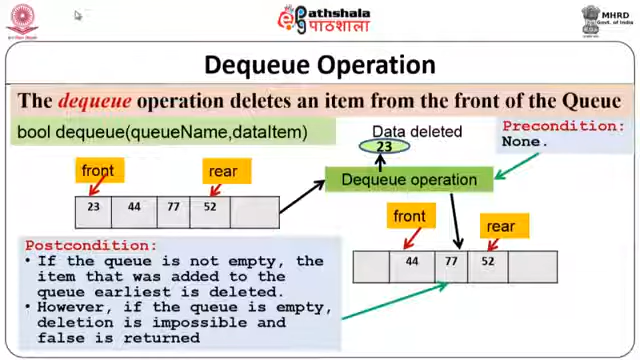 Pathshala
पाठशाला
MHRD
Govt. of India
Dequeue Operation
The dequeue operation deletes an item from the front of the Queue
bool dequeue(queueName,dataItem)
Data deleted
23
Precondition:
None.
front
rear
Dequeue operation
23 44 77 52
front
rear
44 77 52
Postcondition:
• If the queue is not empty, the
item that was added to the
queue earliest is deleted.
• However, if the queue is empty,
deletion is impossible and
false is returned